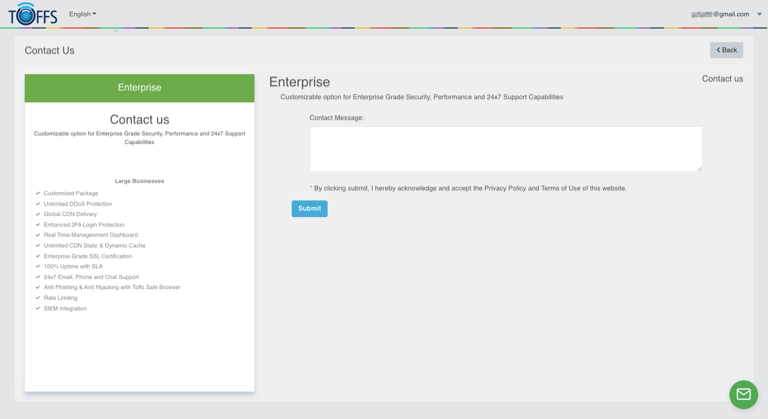 TOFFS
English
@gmail.com
Contact Us
Back
Enterprise
Contact us
Customizable option for Enterprise Grade Security, Performance and 24x7 Support
Capabilities
Large Businesses
Customized Package
Unlimited DDoS Protection
Global CDN Delivery
Enhanced 2FA Login Protection
Real Time Managenment Dashboard
Unlimited CDN Static & Dynamic Cache
Enterprise Grade SSL Certification
100% Uptime with SLA
24x7 Email, Phone and Chat Support
Anti Phishing & Anti Hijacking with Toffs Safe Browser
Rate Limiting
SIEM Integration
Enterprise
Contact us
Customizable option for Enterprise Grade Security, Performance and 24x7 Support Capabilities
Contact Message:
* By clicking submit, I hereby acknowledge and accept the Privacy Policy and Terms of Use of this website.
Submit